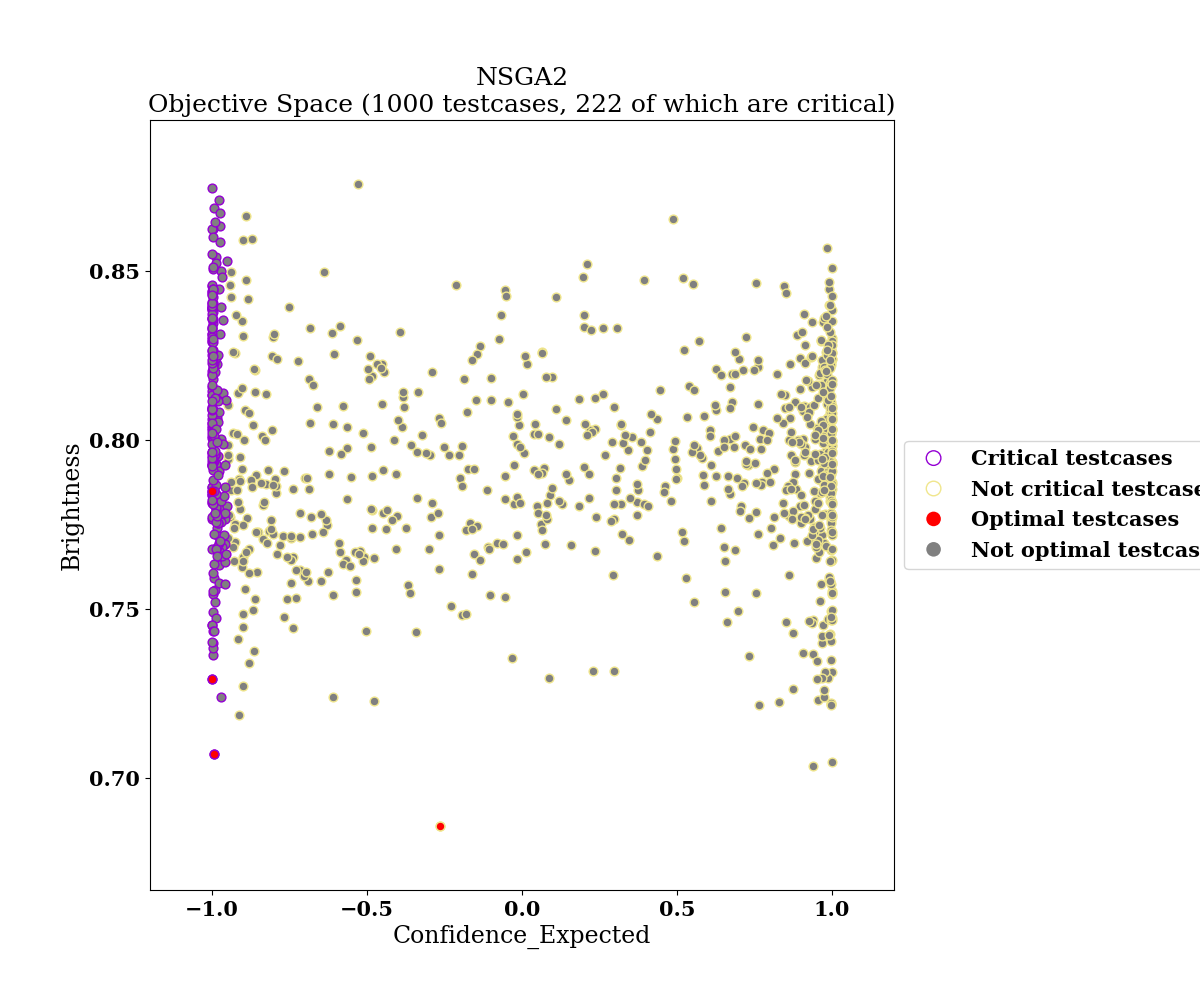 NSGA2
Objective Space (1000 testcases, 222 of which are critical)
Brightness
0.85
0.80
0.75
0.70
−1.0
−0.5
0.0
0.5
1.0
Confidence_Expected
Critical testcases
Not critical testcase
Optimal testcases
Not optimal testcas